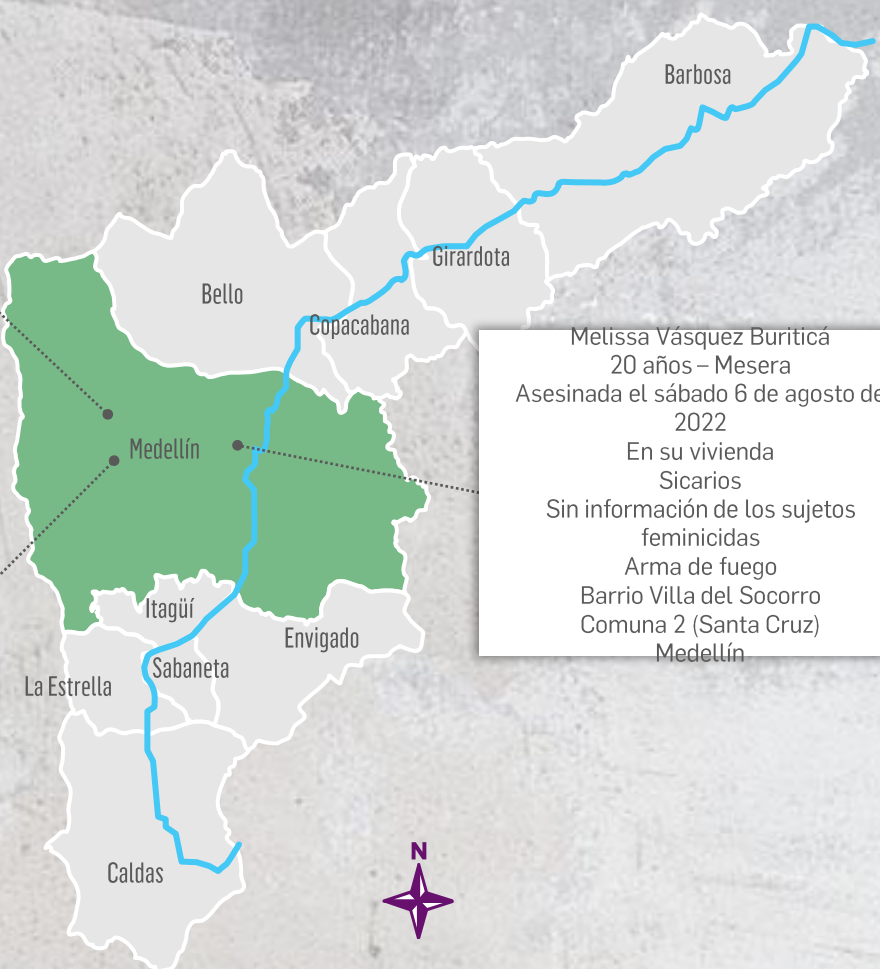 Barbosa
Girardota
Bello
Copacabana
Melissa Vásquez Buriticá
20 años – Mesera
Asesinada el sábado 6 de agosto de
2022
En su vivienda
Sicarios
Sin información de los sujetos
feminicidas
Arma de fuego
Barrio Villa del Socorro
Comuna 2 (Santa Cruz)
Medellín
Medellín
Itagüí
Envigado
Sabaneta
La Estrella
Caldas
N